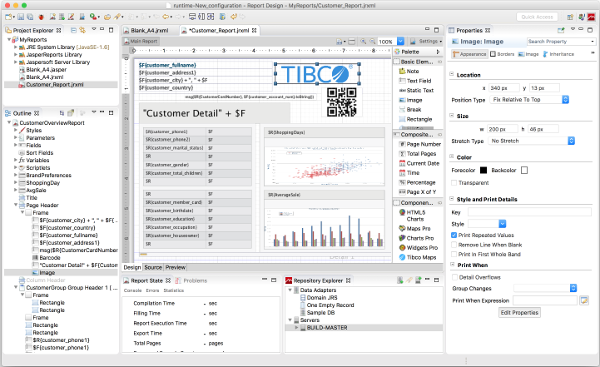 runtime-New_configuration - Report Design - MyReports/Customer_Report.jrxml
Quick Access
Project Explorer
MyReports
JRE System Library [JavaSE-1.6]
JasperReports Library
Jaspersoft Server Library
Blank_A4.jasper
Blank_A4.jrxml
Customer_Report.jrxml
Outline
CustomerOverviewReport
Styles
Parameters
Fields
Sort Fields
Variables
Scriptlets
BrandPreferences
ShoppingDay
AvgSales
Title
Page Header
Frame
$F{customer_city} + ", " + $F{
$F{customer_country}
$F{customer_fullname}
$F{customer_address1}
msg($R{CustomerCardNumber
Barcode
"Customer Detail" + $F{Custom
Image
Column Header
CustomerGroup Group Header 1
Frame
Rectangle
Rectangle
Frame
Rectangle
Rectangle
$R{customer_phone1}
$F{customer_phone1}
Blank_A4.jrxml
*Customer_Report.jrxml
Main Report
100%
Settings
$F{customer_fullname}
$F{customer_address1}
$F{customer_city} + ", " + $F
$F{customer_country}
TIBCO
"Customer Detail" + $F
$R{customer_phone1}
$F
$R{customer_phone2}
$F
$R{customer_marital_status}
$F
$R
$F
$R{customer_gender}
$F
$R{customer_total_children}
$F
$R
$F
$R{customer_member_card}
$F
$R{customer_birthdate}
$F
$R{customer_education}
$F
$R{customer_occupation}
$F
$R{customer_houseowner}
$F
$R
$F
$R{ShoppingDays}
$R{AverageSale}
Design
Source
Preview
Palette
Basic Elem...
Note
Text Field
Static Text
Image
Break
Rectangle
Composite...
Page Number
Total Pages
Current Date
Time
Percentage
Page X of Y
Component...
HTML5 Charts
Maps Pro
Charts Pro
Widgets Pro
Tibco Maps
Report State
Problems
Console
Errors
Statistics
Compilation Time - sec
Filling Time - sec
Report Execution Time - sec
Export Time - sec
Total Pages - pages
Repository Explorer
Data Adapters
Domain JRS
One Empty Record
Sample DB
Servers
BUILD-MASTER
Properties
Image: Image
Search Property
Appearance
Borders
Image
Inheritance
Location
x 340 px y 13 px
Position Type Fix Relative To Top
Size
w 200 px h 46 px
Stretch Type No Stretch
Color
Forecolor Backcolor
Transparent
Style and Print Details
Key
Style
Print Repeated Values
Remove Line When Blank
Print in First Whole Band
Print When
Detail Overflows
Group Changes
Print When Expression
Edit Properties